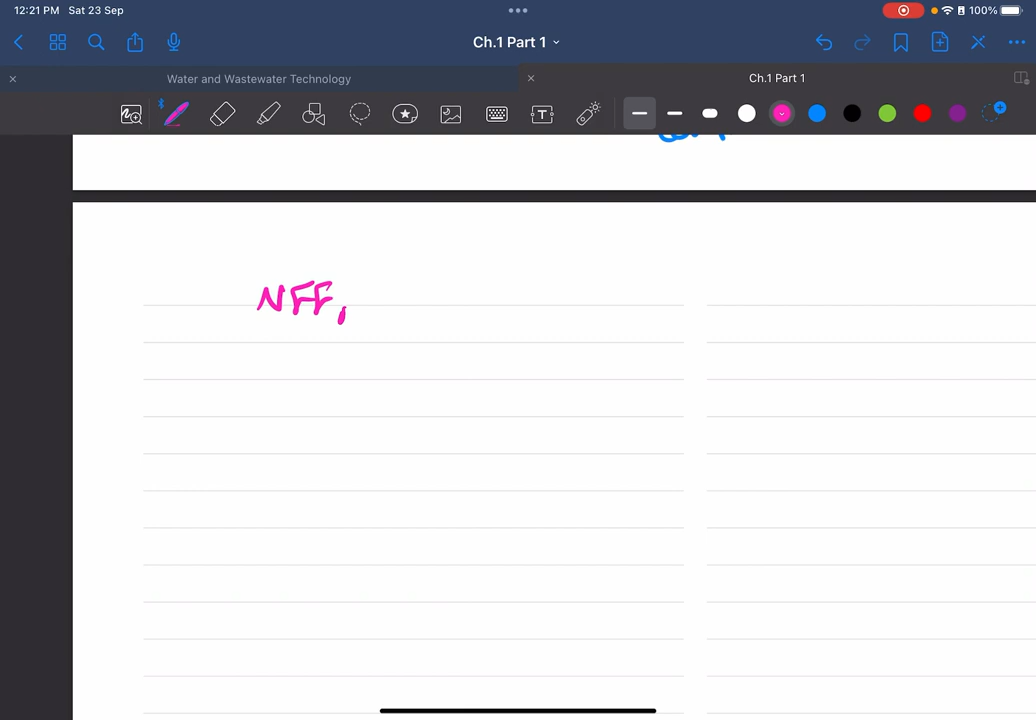 12:21 PM Sat 23 Sep
100%
Ch.1 Part 1
Water and Wastewater Technology
Ch.1 Part 1
T
NFF,